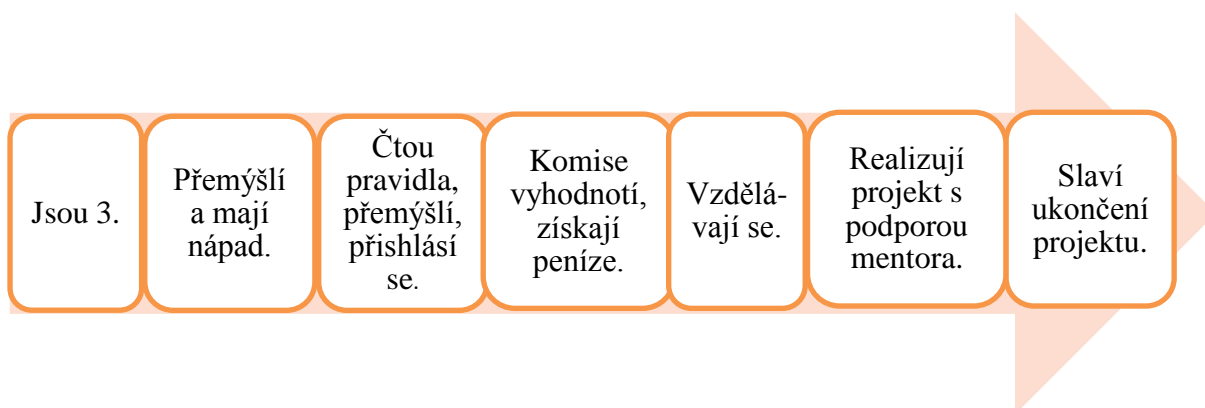 Jsou 3.
Přemýšlí
a mají
nápad.
Čtou
pravidla,
přemýšlí,
přishlásí
se.
Komise
vyhodnotí,
získají
peníze.
Vzdělá-
vají se.
Realizují
projekt s
podporou
mentora.
Slaví
ukončení
projektu.